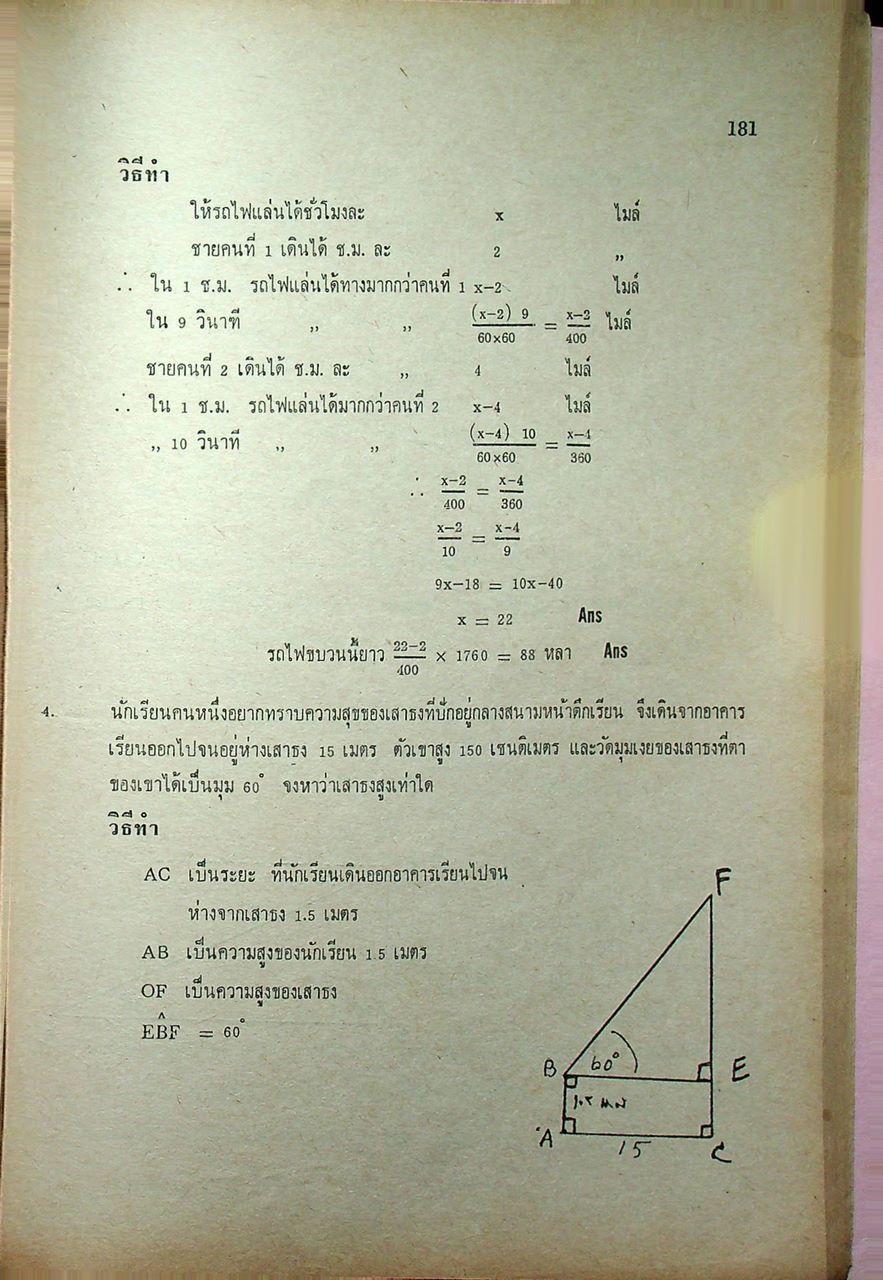 181
วิธีทำ
ให้รถไฟแล่นได้ชั่วโมงละ x ไมล์
ชายคนที่ 1 เดินได้ ช.ม. ละ 2 ,,
∴ ใน 1 ช.ม. รถไฟแล่นได้ทางมากกว่าคนที่ 1 x−2 ไมล์
ใน 9 วินาที ,, ,, (x−2) 9 / 60×60 = x−2 / 400 ไมล์
ชายคนที่ 2 เดินได้ ช.ม. ละ ,, 4 ไมล์
∴ ใน 1 ช.ม. รถไฟแล่นได้มากกว่าคนที่ 2 x−4 ไมล์
,, 10 วินาที ,, ,, (x−4) 10 / 60×60 = x−4 / 360
∴ x−2 / 400 = x−4 / 360
x−2 / 10 = x−4 / 9
9x−18 = 10x−40
x = 22 Ans
รถไฟขบวนนี้ยาว 22−2 / 400 × 1760 = 88 หลา Ans
4. นักเรียนคนหนึ่งอยากทราบความสุขของเสาธงที่ปักอยู่กลางสนามหน้าตึกเรียน จึงเดินจากอาคาร
เรียนออกไปจนอยู่ห่างเสาธง 15 เมตร ตัวเขาสูง 150 เซนติเมตร และวัดมุมเงยของเสาธงที่ตา
ของเขาได้เป็นมุม 60° จงหาว่าเสาธงสูงเท่าใด
วิธีทำ
AC เป็นระยะ ที่นักเรียนเดินออกอาคารเรียนไปจน
ห่างจากเสาธง 1.5 เมตร
AB เป็นความสูงของนักเรียน 1.5 เมตร
OF เป็นความสูงของเสาธง
EB̂F = 60°
F
B 60° E
A 15 C